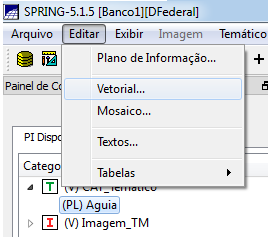 SPRING-5.1.5 [Banco1][DFederal]
Arquivo Editar Exibir Imagem Temático
Plano de Informação...
Vetorial...
Mosaico...
Textos...
Tabelas
Painel de Co
PI Dispo
Catego
(V) CAT_Tematico
(PL) Aguia
(V) Imagem_TM